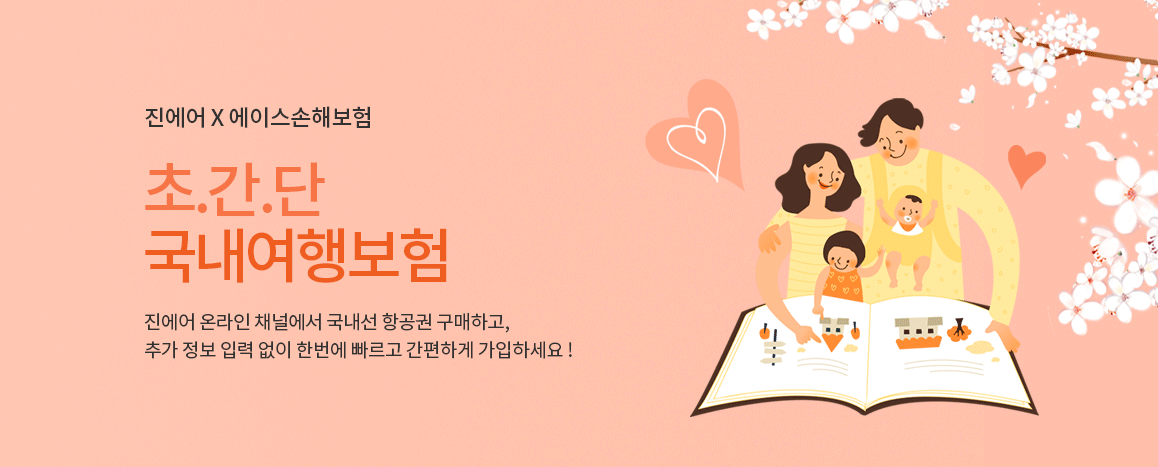 진에어 X 에이스손해보험
초.간.단
국내여행보험
진에어 온라인 채널에서 국내선 항공권 구매하고,
추가 정보 입력 없이 한번에 빠르고 간편하게 가입하세요 !